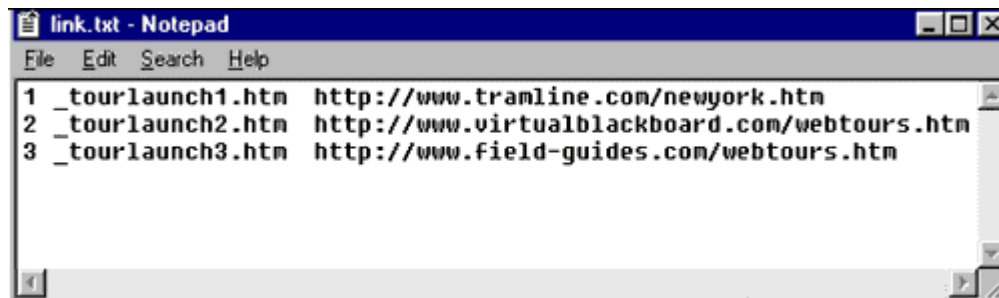 link.txt - Notepad
File Edit Search Help
1 _tourlaunch1.htm http://www.tramline.com/newyork.htm
2 _tourlaunch2.htm http://www.virtualblackboard.com/webtours.htm
3 _tourlaunch3.htm http://www.field-guides.com/webtours.htm